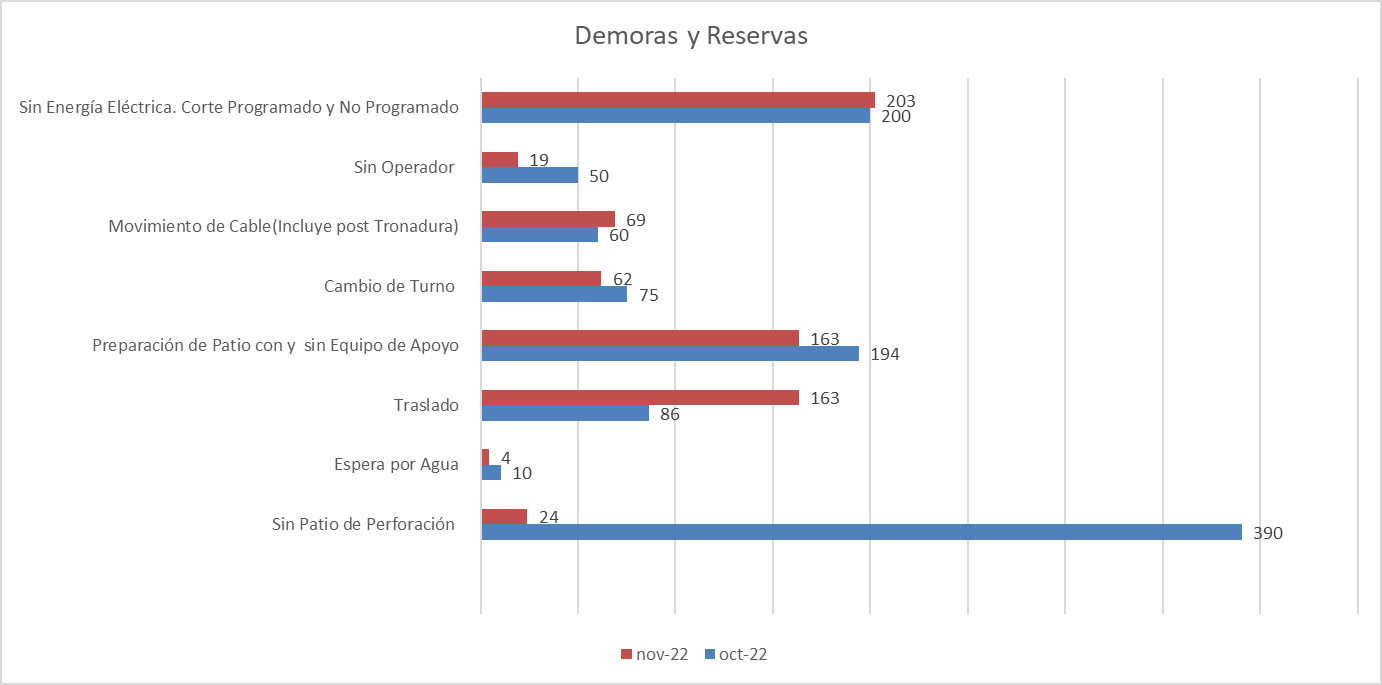 Demoras y Reservas
Sin Energía Eléctrica. Corte Programado y No Programado
203
200
Sin Operador
19
50
Movimiento de Cable(Incluye post Tronadura)
69
60
Cambio de Turno
62
75
Preparación de Patio con y  sin Equipo de Apoyo
163
194
Traslado
163
86
Espera por Agua
4
10
Sin Patio de Perforación
24
390
nov-22 oct-22